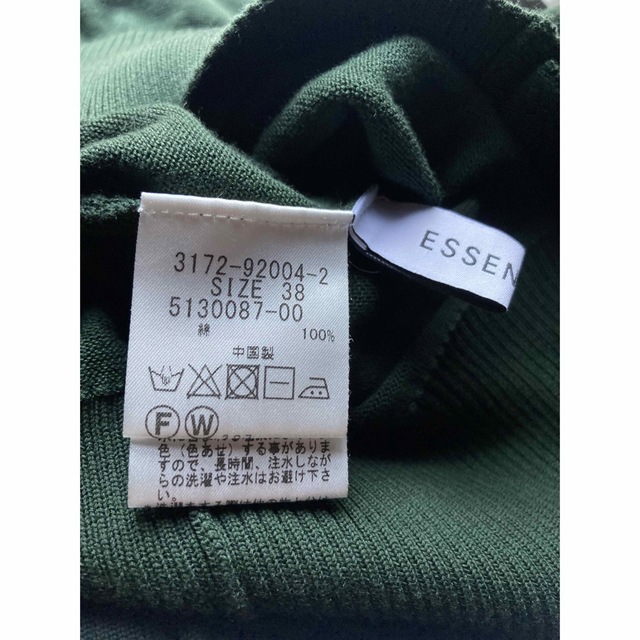 3172-92004-2
SIZE 38
5130087-00
綿 100%
中国製
F W
色(色あせ)する事がありま
すので、長時間、注水しなが
らの洗濯や注水はお避け下さ
い。
ESSEN